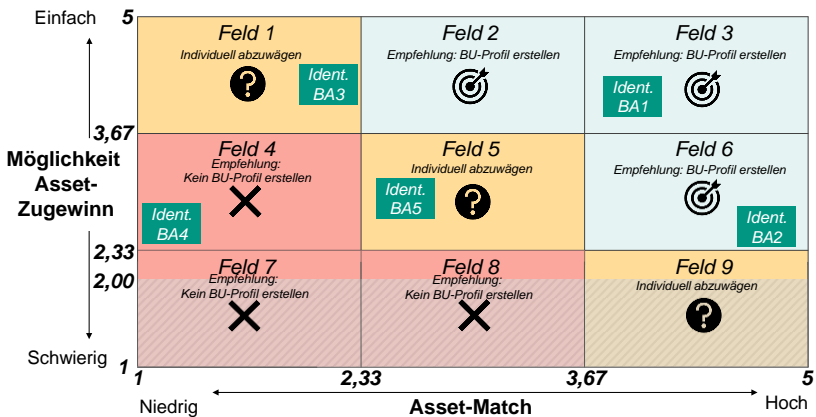 Einfach
5
Feld 1
Individuell abzuwägen
?
Ident.
BA3
Feld 2
Empfehlung: BU-Profil erstellen
Feld 3
Empfehlung: BU-Profil erstellen
Ident.
BA1
3,67
Möglichkeit
Asset-
Zugewinn
Feld 4
Empfehlung:
Kein BU-Profil erstellen
Ident.
BA4
Feld 5
Individuell abzuwägen
Ident.
BA5
?
Feld 6
Empfehlung: BU-Profil erstellen
Ident.
BA2
2,33
2,00
Feld 7
Empfehlung:
Kein BU-Profil erstellen
Feld 8
Empfehlung:
Kein BU-Profil erstellen
Feld 9
Individuell abzuwägen
?
Schwierig
1
1
2,33
3,67
5
Niedrig
Asset-Match
Hoch